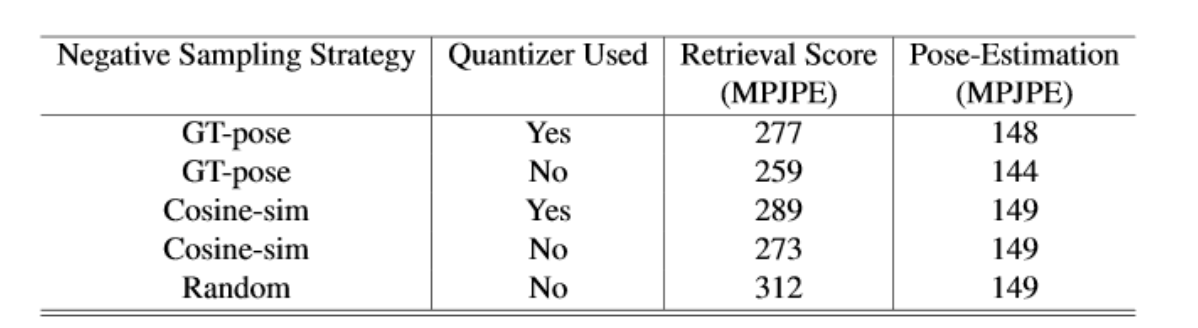 Negative Sampling Strategy Quantizer Used Retrieval Score Pose-Estimation
(MPJPE) (MPJPE)
GT-pose Yes 277 148
GT-pose No 259 144
Cosine-sim Yes 289 149
Cosine-sim No 273 149
Random No 312 149